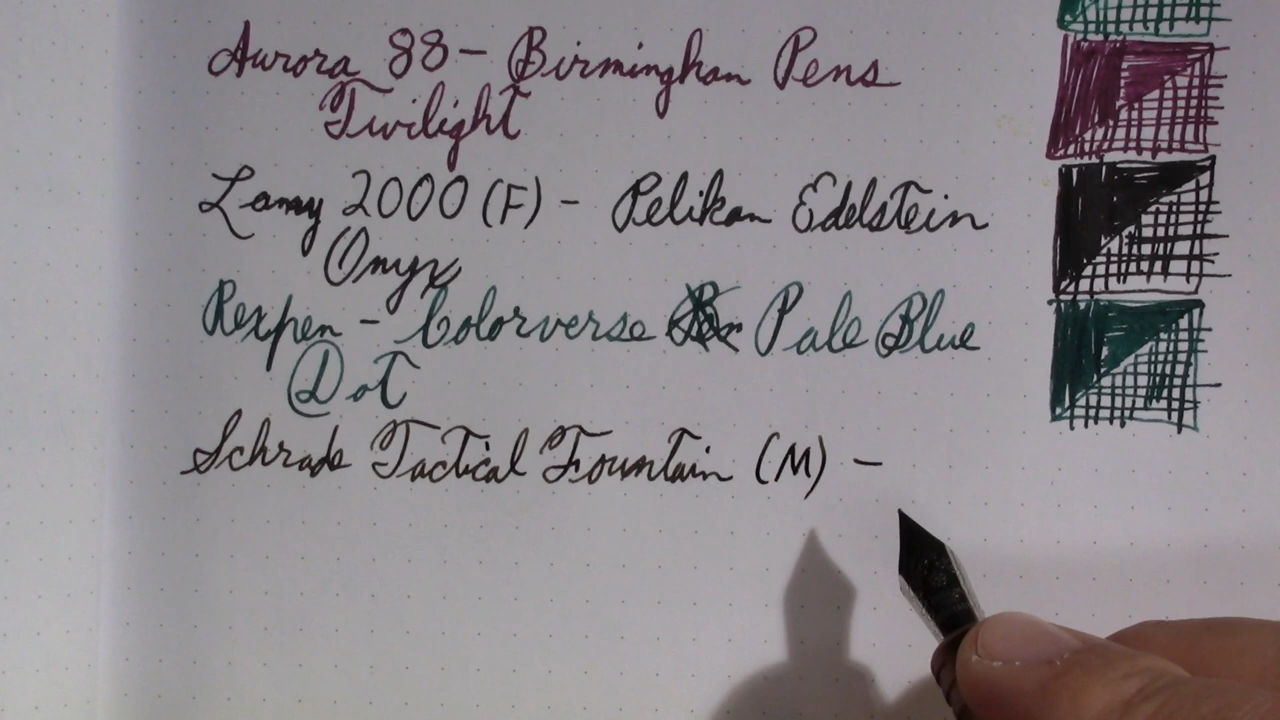 Aurora 88 - Birmingham Pens
Twilight
Lamy 2000 (F) - Pelikan Edelstein
Onyx
Rexpen - Colorverse Pale Blue
Dot
Schrade Tactical Fountain (M) -